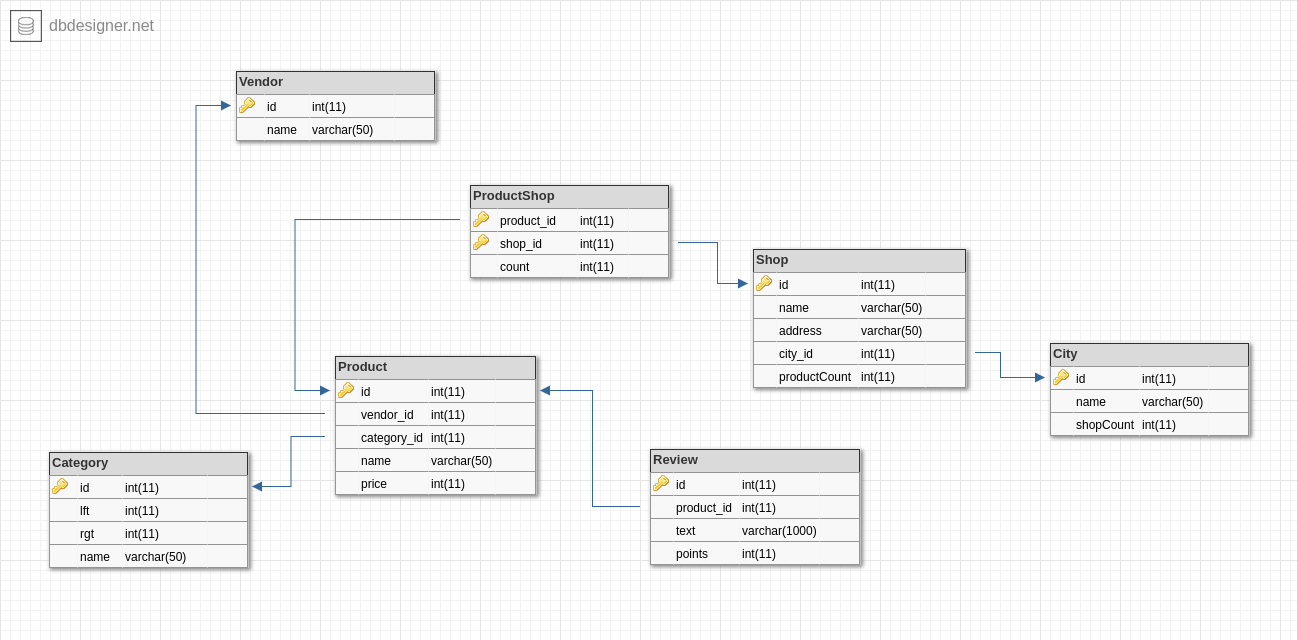 dbdesigner.net
Vendor
id int(11)
name varchar(50)
ProductShop
product_id int(11)
shop_id int(11)
count int(11)
Shop
id int(11)
name varchar(50)
address varchar(50)
city_id int(11)
productCount int(11)
City
id int(11)
name varchar(50)
shopCount int(11)
Product
id int(11)
vendor_id int(11)
category_id int(11)
name varchar(50)
price int(11)
Category
id int(11)
lft int(11)
rgt int(11)
name varchar(50)
Review
id int(11)
product_id int(11)
text varchar(1000)
points int(11)